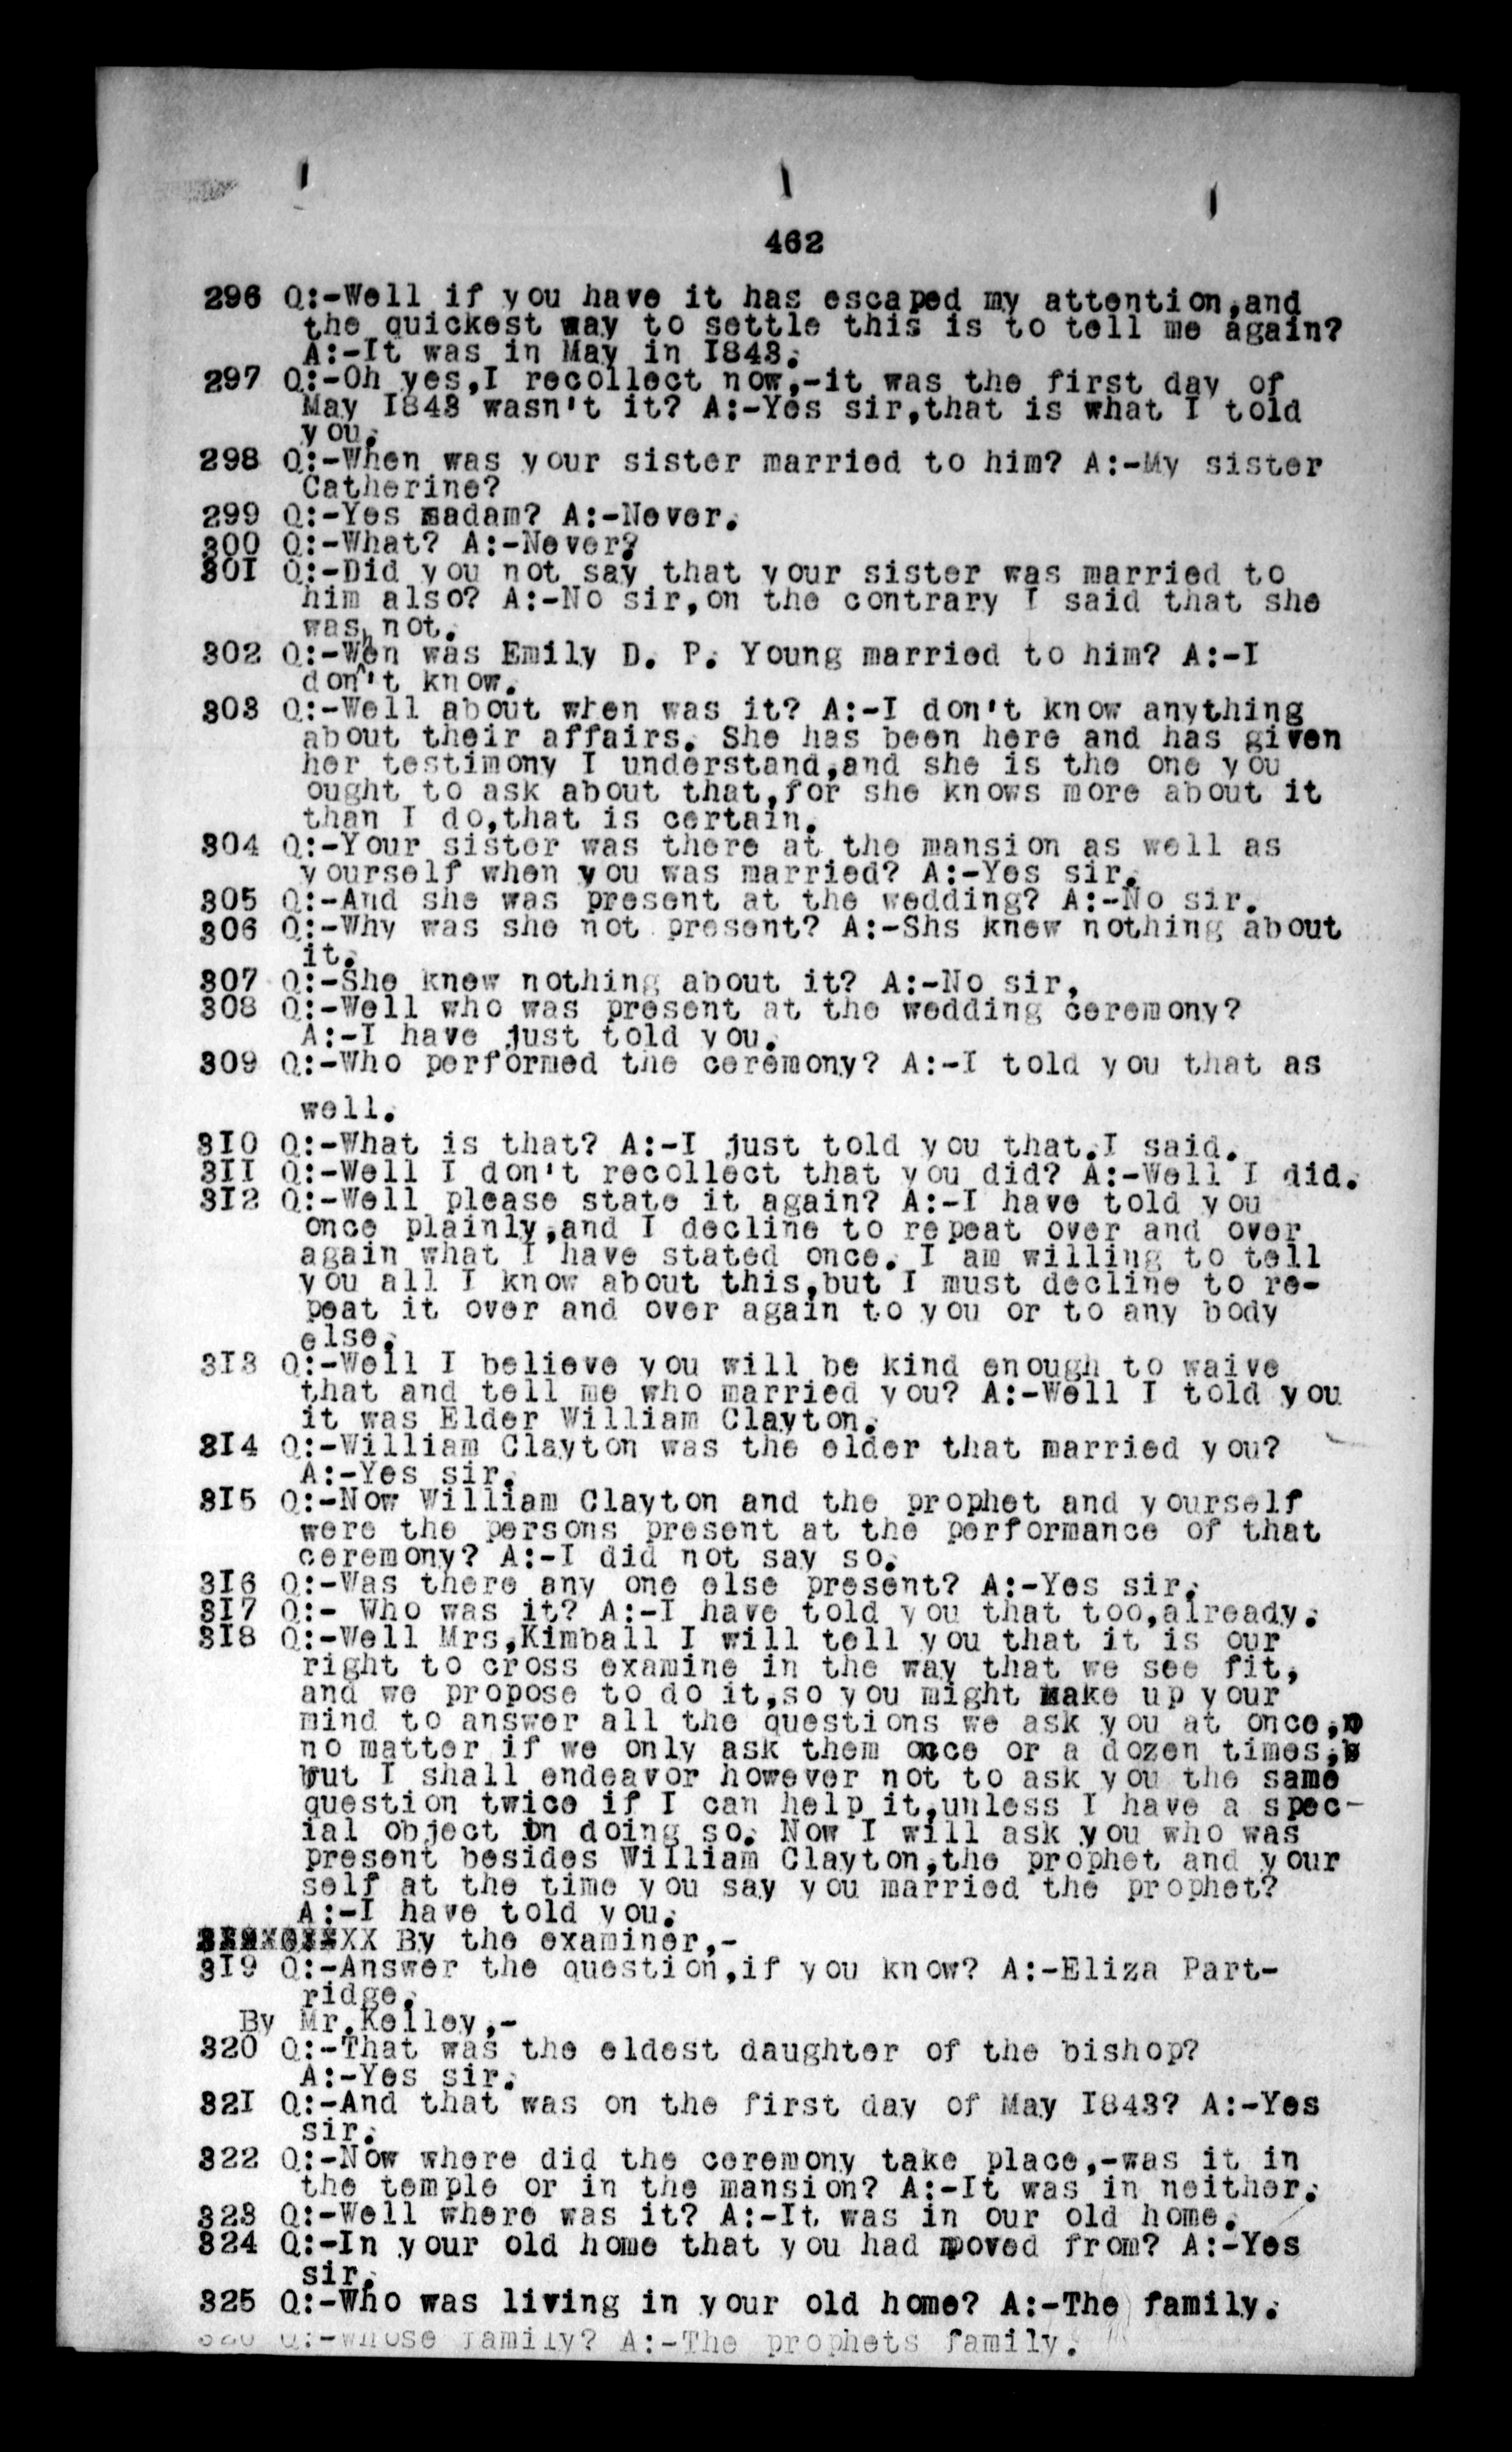 462
296 Q:-Well if you have it has escaped my attention,and
the quickest way to settle this is to tell me again?
A:-It was in May in I843.
297 Q:-Oh yes,I recollect now,-it was the first day of
May I843 wasn't it? A:-Yes sir,that is what I told
you.
298 Q:-When was your sister married to him? A:-My sister
Catherine?
299 Q:-Yes madam? A:-Never.
300 Q:-What? A:-Never?
30I Q:-Did you not say that your sister was married to
him also? A:-No sir,on the contrary I said that she
was not.
302 Q:-When was Emily D. P. Young married to him? A:-I
don't know.
303 Q:-Well about when was it? A:-I don't know anything
about their affairs. She has been here and has given
her testimony I understand,and she is the one you
ought to ask about that,for she knows more about it
than I do,that is certain.
304 Q:-Your sister was there at the mansion as well as
yourself when you was married? A:-Yes sir.
305 Q:-And she was present at the wedding? A:-No sir.
306 Q:-Why was she not present? A:-Shs knew nothing about
it.
307 Q:-She knew nothing about it? A:-No sir,
308 Q:-Well who was present at the wedding ceremony?
A:-I have just told you.
309 Q:-Who performed the ceremony? A:-I told you that as
well.
3I0 Q:-What is that? A:-I just told you that.I said.
3II Q:-Well I don't recollect that you did? A:-Well I did.
3I2 Q:-Well please state it again? A:-I have told you
once plainly,and I decline to repeat over and over
again what I have stated once. I am willing to tell
you all I know about this,but I must decline to re-
peat it over and over again to you or to any body
else.
3I3 Q:-Well I believe you will be kind enough to waive
that and tell me who married you? A:-Well I told you
it was Elder William Clayton.
3I4 Q:-William Clayton was the elder that married you?
A:-Yes sir.
3I5 Q:-Now William Clayton and the prophet and yourself
were the persons present at the performance of that
ceremony? A:-I did not say so.
3I6 Q:-Was there any one else present? A:-Yes sir.
3I7 Q:- Who was it? A:-I have told you that too,already.
3I8 Q:-Well Mrs,Kimball I will tell you that it is our
right to cross examine in the way that we see fit,
and we propose to do it,so you might make up your
mind to answer all the questions we ask you at once,
no matter if we only ask them once or a dozen times,
but I shall endeavor however not to ask you the same
question twice if I can help it,unless I have a spec-
ial object in doing so. Now I will ask you who was
present besides William Clayton,the prophet and your
self at the time you say you married the prophet?
A:-I have told you.
XX By the examiner,-
3I9 Q:-Answer the question,if you know? A:-Eliza Part-
ridge.
By Mr.Kelley,-
320 Q:-That was the eldest daughter of the bishop?
A:-Yes sir.
32I Q:-And that was on the first day of May I843? A:-Yes
sir.
322 Q:-Now where did the ceremony take place,-was it in
the temple or in the mansion? A:-It was in neither.
323 Q:-Well where was it? A:-It was in our old home.
324 Q:-In your old home that you had moved from? A:-Yes
sir.
325 Q:-Who was living in your old home? A:-The family.
326 Q:-Whose family? A:-The prophets family.